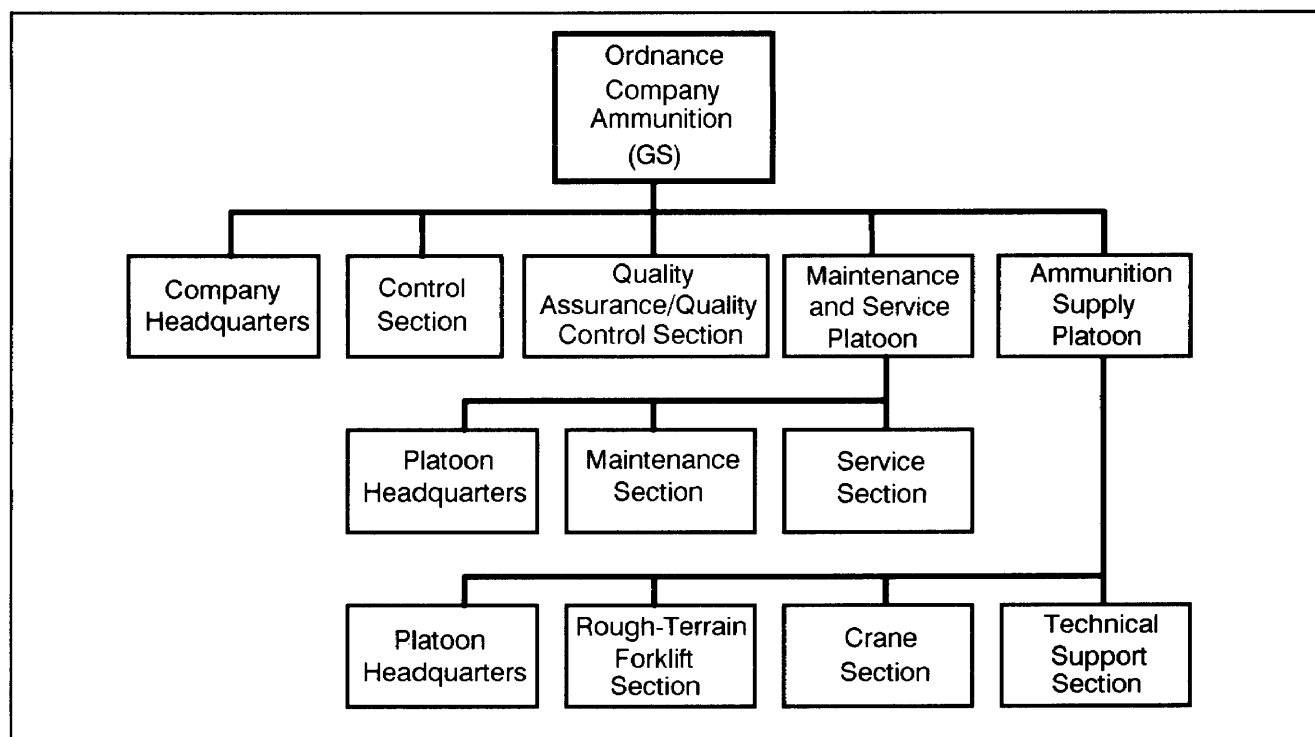 Ordnance
Company
Ammunition
(GS)
Company
Headquarters
Control
Section
Quality
Assurance/Quality
Control Section
Maintenance
and Service
Platoon
Ammunition
Supply
Platoon
Platoon
Headquarters
Maintenance
Section
Service
Section
Platoon
Headquarters
Rough-Terrain
Forklift
Section
Crane
Section
Technical
Support
Section